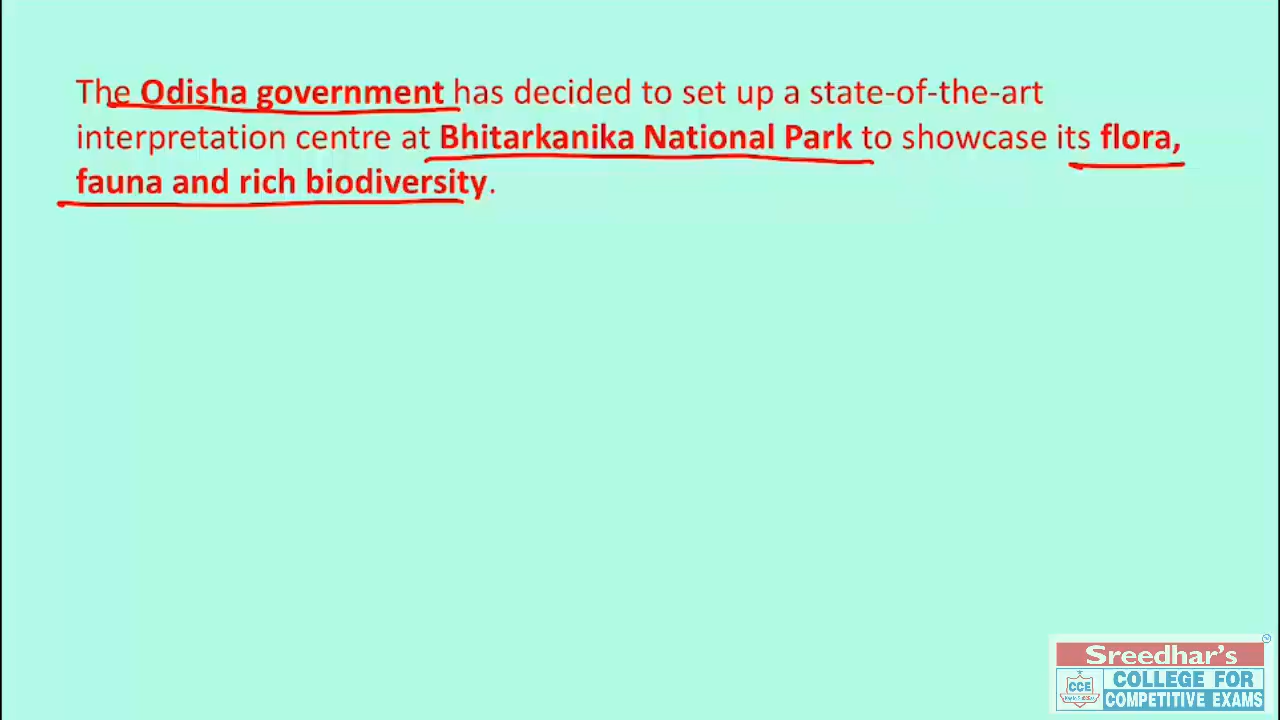 The Odisha government has decided to set up a state-of-the-art
interpretation centre at Bhitarkanika National Park to showcase its flora,
fauna and rich biodiversity.
Sreedhar's
CCE
COLLEGE FOR
COMPETITIVE EXAMS